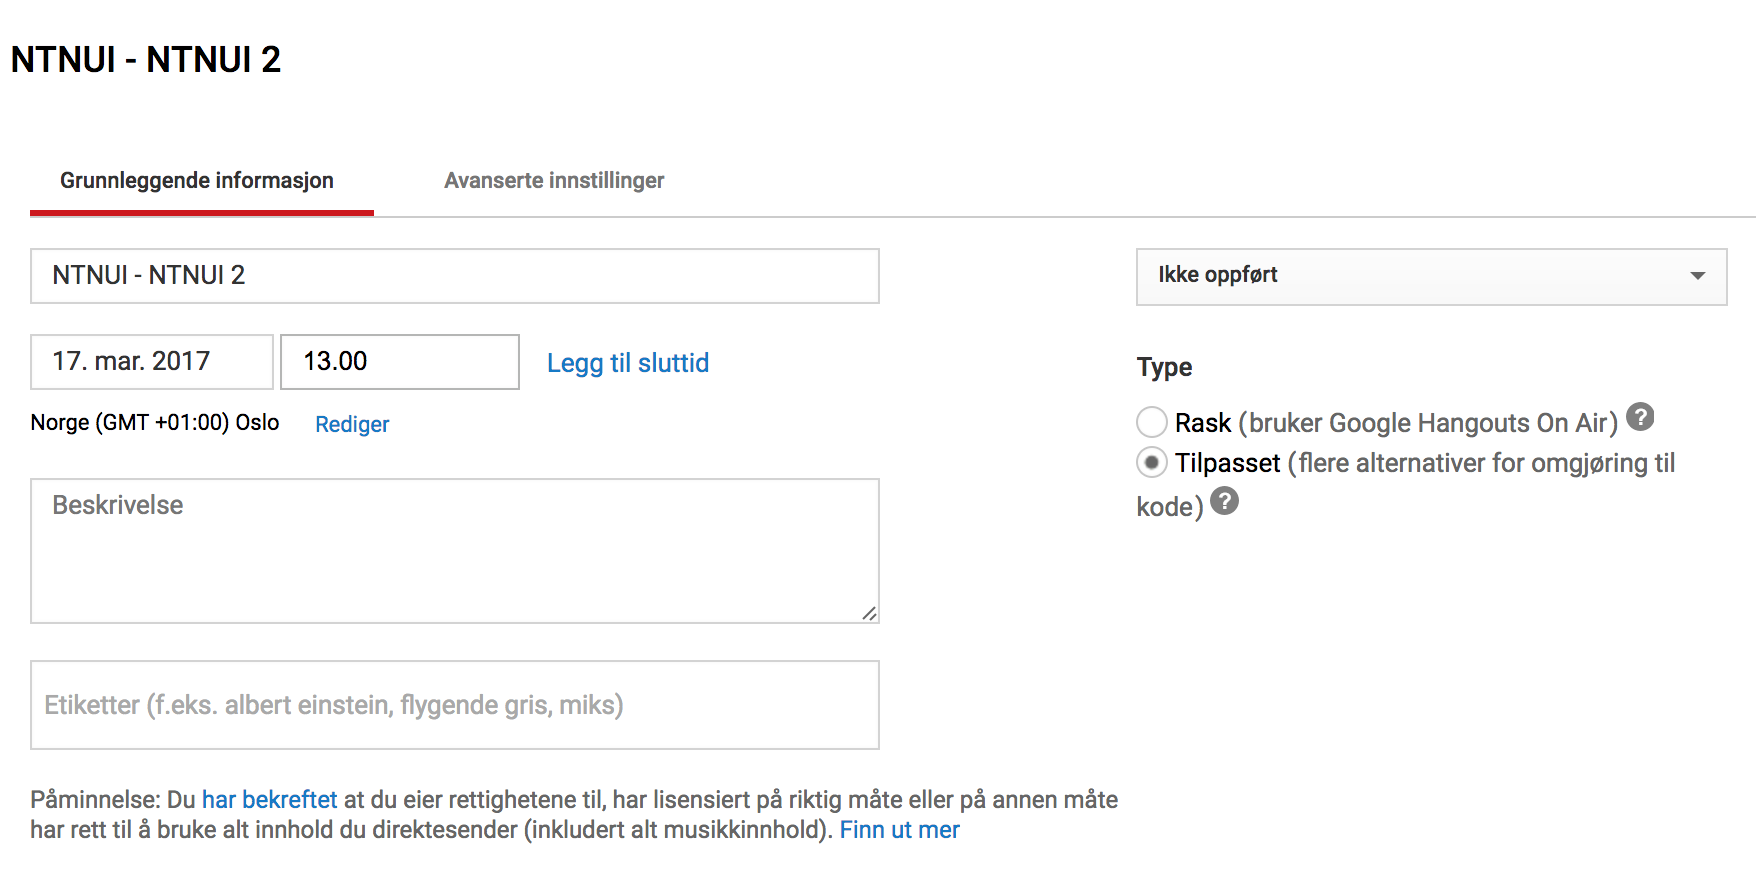 NTNUI - NTNUI 2
Grunnleggende informasjon
Avanserte innstillinger
NTNUI - NTNUI 2
17. mar. 2017
13.00
Legg til sluttid
Norge (GMT +01:00) Oslo
Rediger
Beskrivelse
Etiketter (f.eks. albert einstein, flygende gris, miks)
Påminnelse: Du har bekreftet at du eier rettighetene til, har lisensiert på riktig måte eller på annen måte
har rett til å bruke alt innhold du direktesender (inkludert alt musikkinnhold). Finn ut mer
Ikke oppført
Type
Rask (bruker Google Hangouts On Air) ?
Tilpasset (flere alternativer for omgjøring til
kode) ?